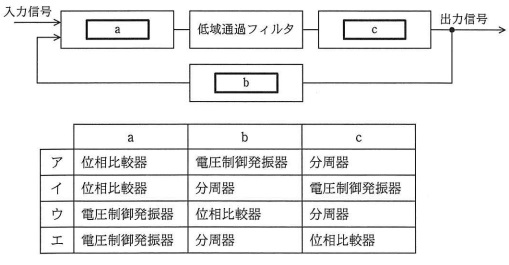 入力信号
出力信号
a
低域通過フィルタ
c
b
a b c
ア 位相比較器 電圧制御発振器 分周器
イ 位相比較器 分周器 電圧制御発振器
ウ 電圧制御発振器 位相比較器 分周器
エ 電圧制御発振器 分周器 位相比較器